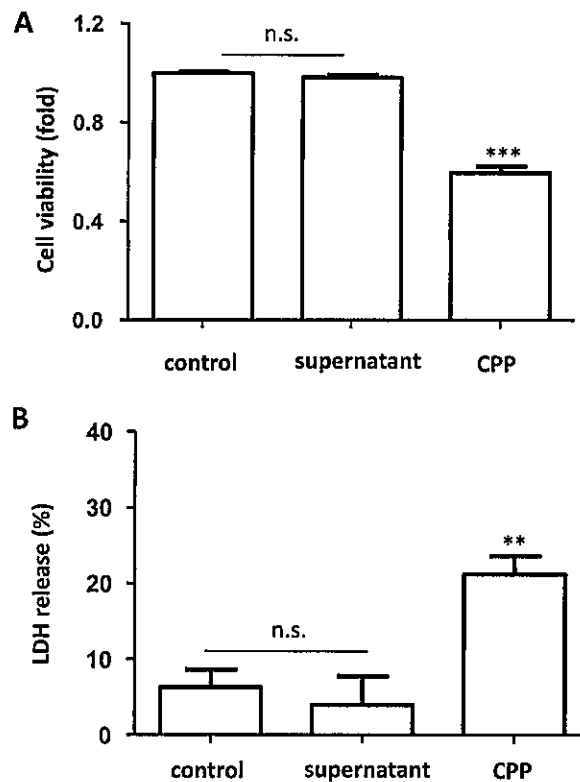 A
Cell viability (fold)
1.2
0.8
0.4
0.0
n.s.
***
control supernatant CPP
B
LDH release (%)
40
30
20
10
0
n.s.
**
control supernatant CPP